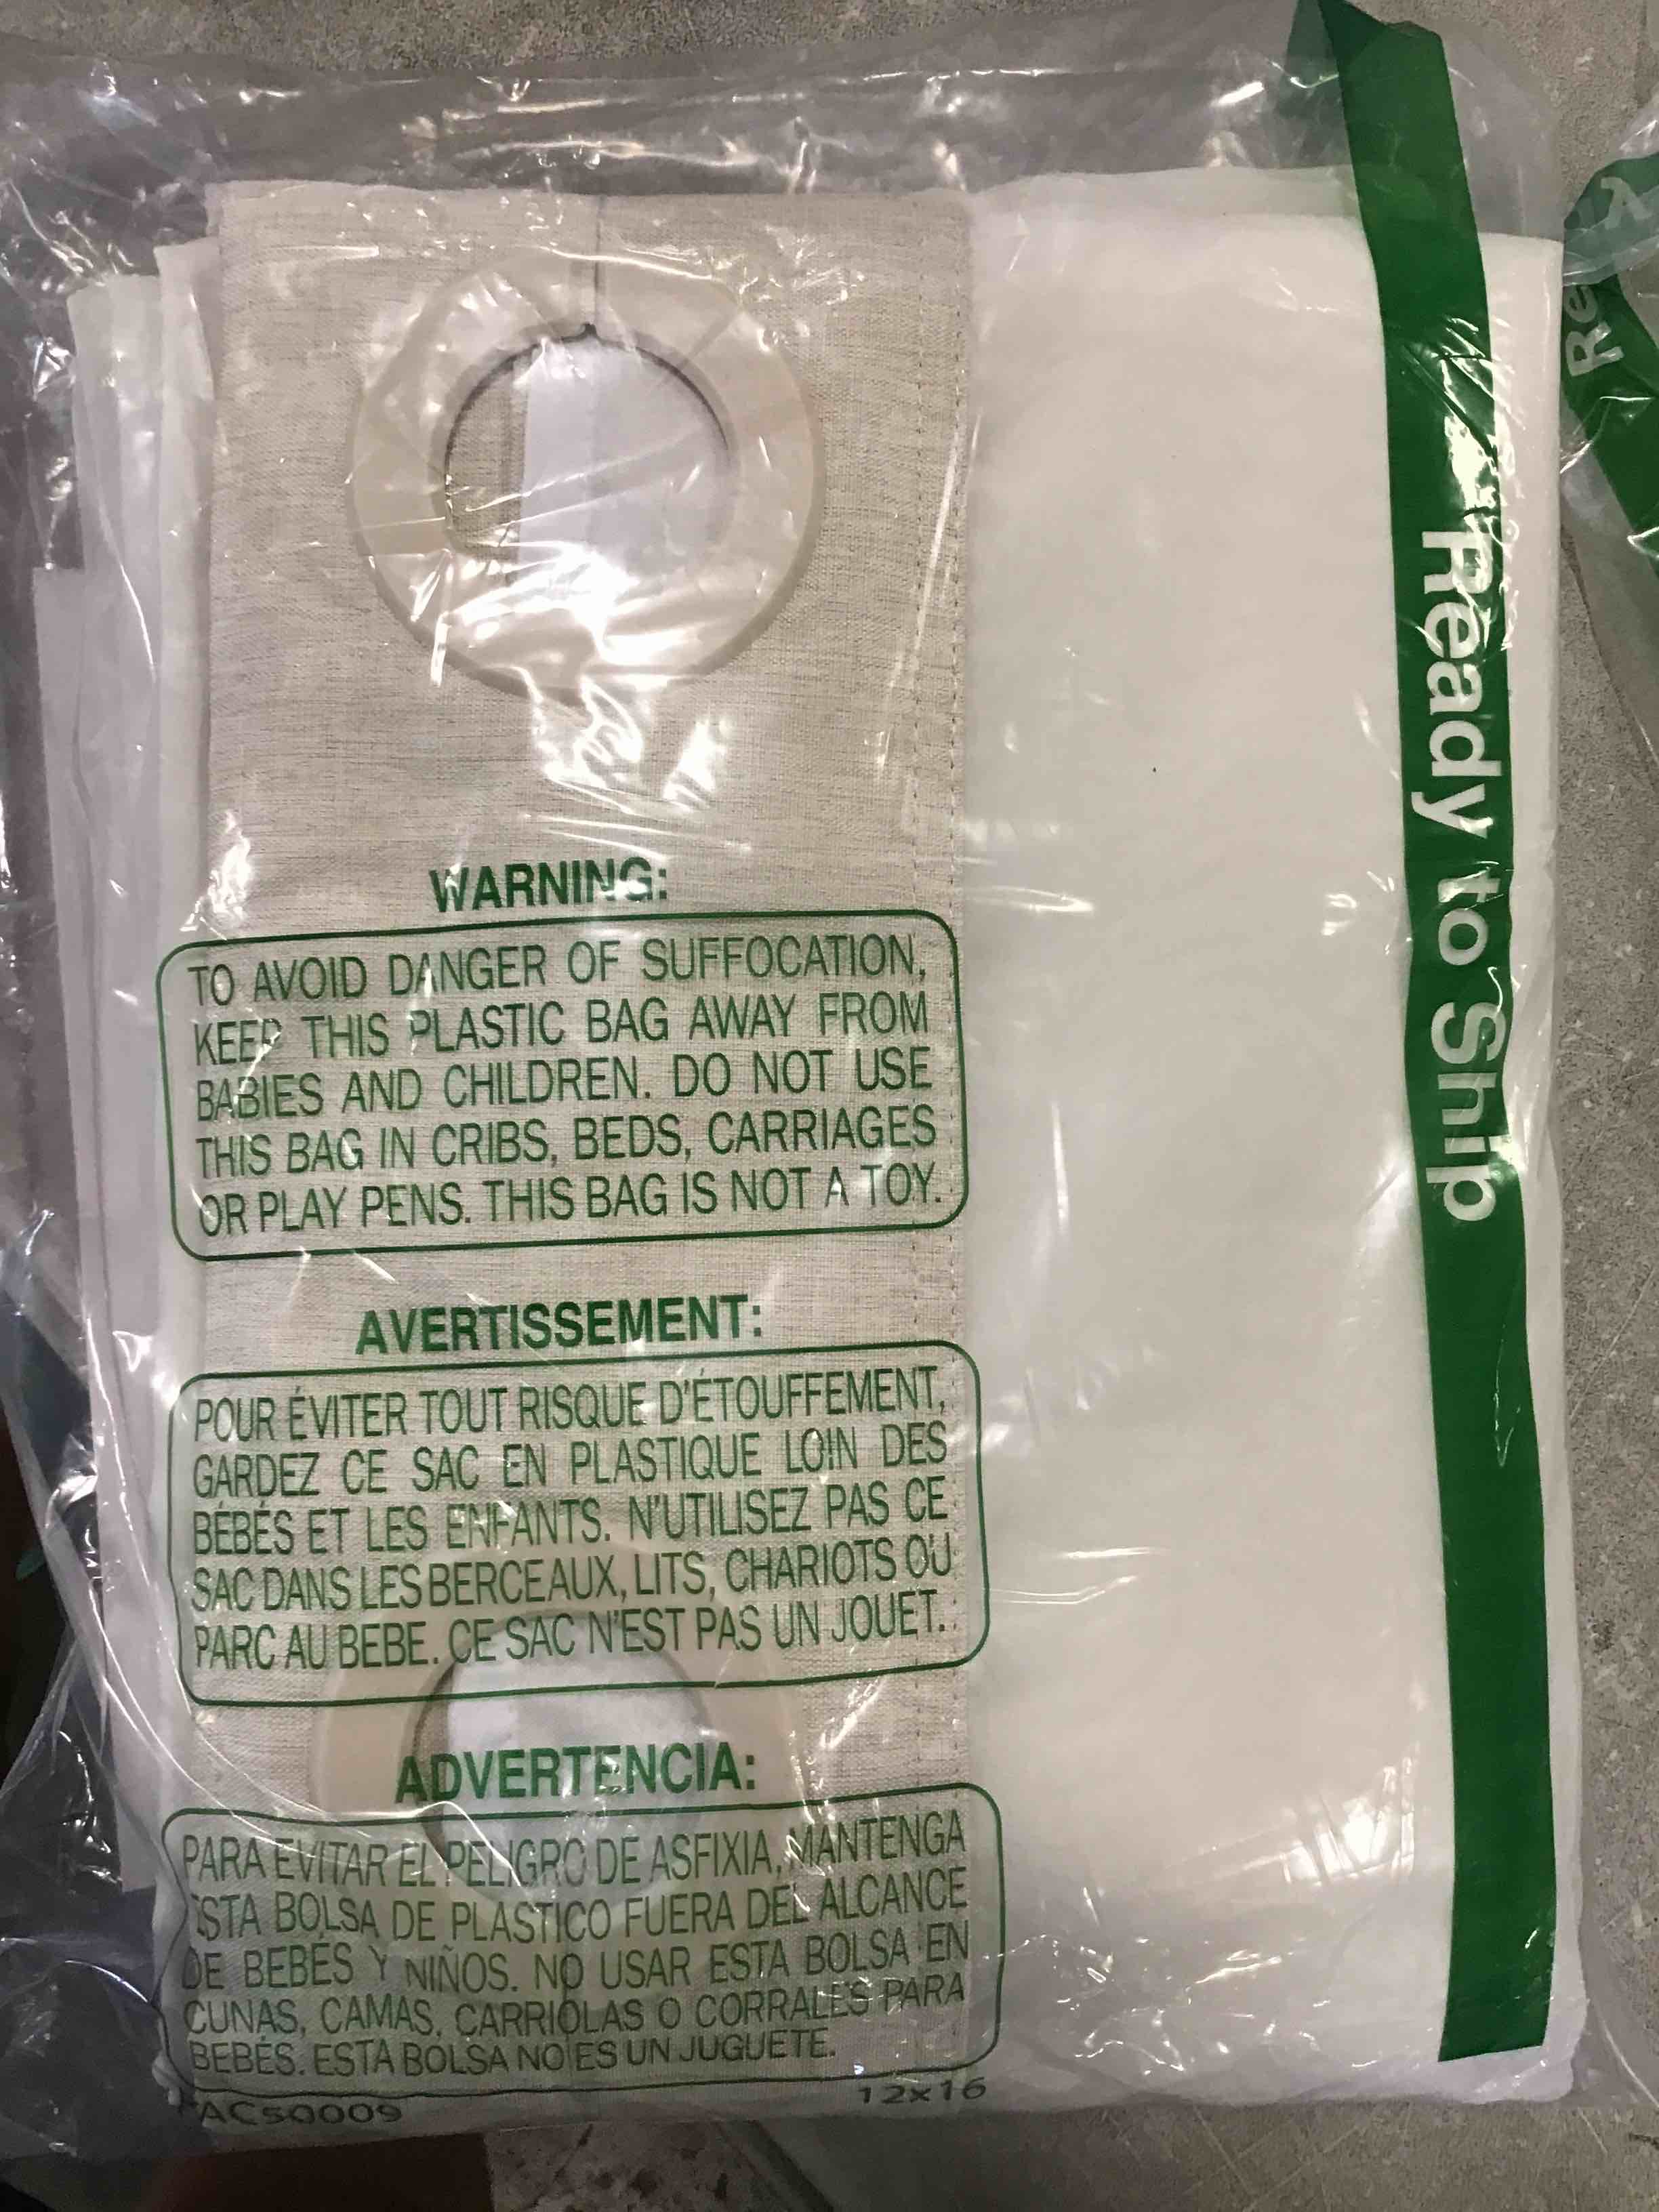 WARNING:
TO AVOID DANGER OF SUFFOCATION,
KEEP THIS PLASTIC BAG AWAY FROM
BABIES AND CHILDREN. DO NOT USE
THIS BAG IN CRIBS, BEDS, CARRIAGES
OR PLAY PENS. THIS BAG IS NOT A TOY.
AVERTISSEMENT:
POUR ÉVITER TOUT RISQUE D'ÉTOUFFEMENT,
GARDEZ CE SAC EN PLASTIQUE LOIN DES
BÉBÉS ET LES ENFANTS. N'UTILISEZ PAS CE
SAC DANS LES BERCEAUX, LITS, CHARIOTS OU
PARC AU BEBE. CE SAC N'EST PAS UN JOUET.
ADVERTENCIA:
PARA EVITAR EL PELIGRO DE ASFIXIA, MANTENGA
ESTA BOLSA DE PLASTICO FUERA DEL ALCANCE
DE BEBÉS Y NIÑOS. NO USAR ESTA BOLSA EN
CUNAS, CAMAS, CARRIOLAS O CORRALES PARA
BEBÉS. ESTA BOLSA NO ES UN JUGUETE.
12x16
Ready to Ship